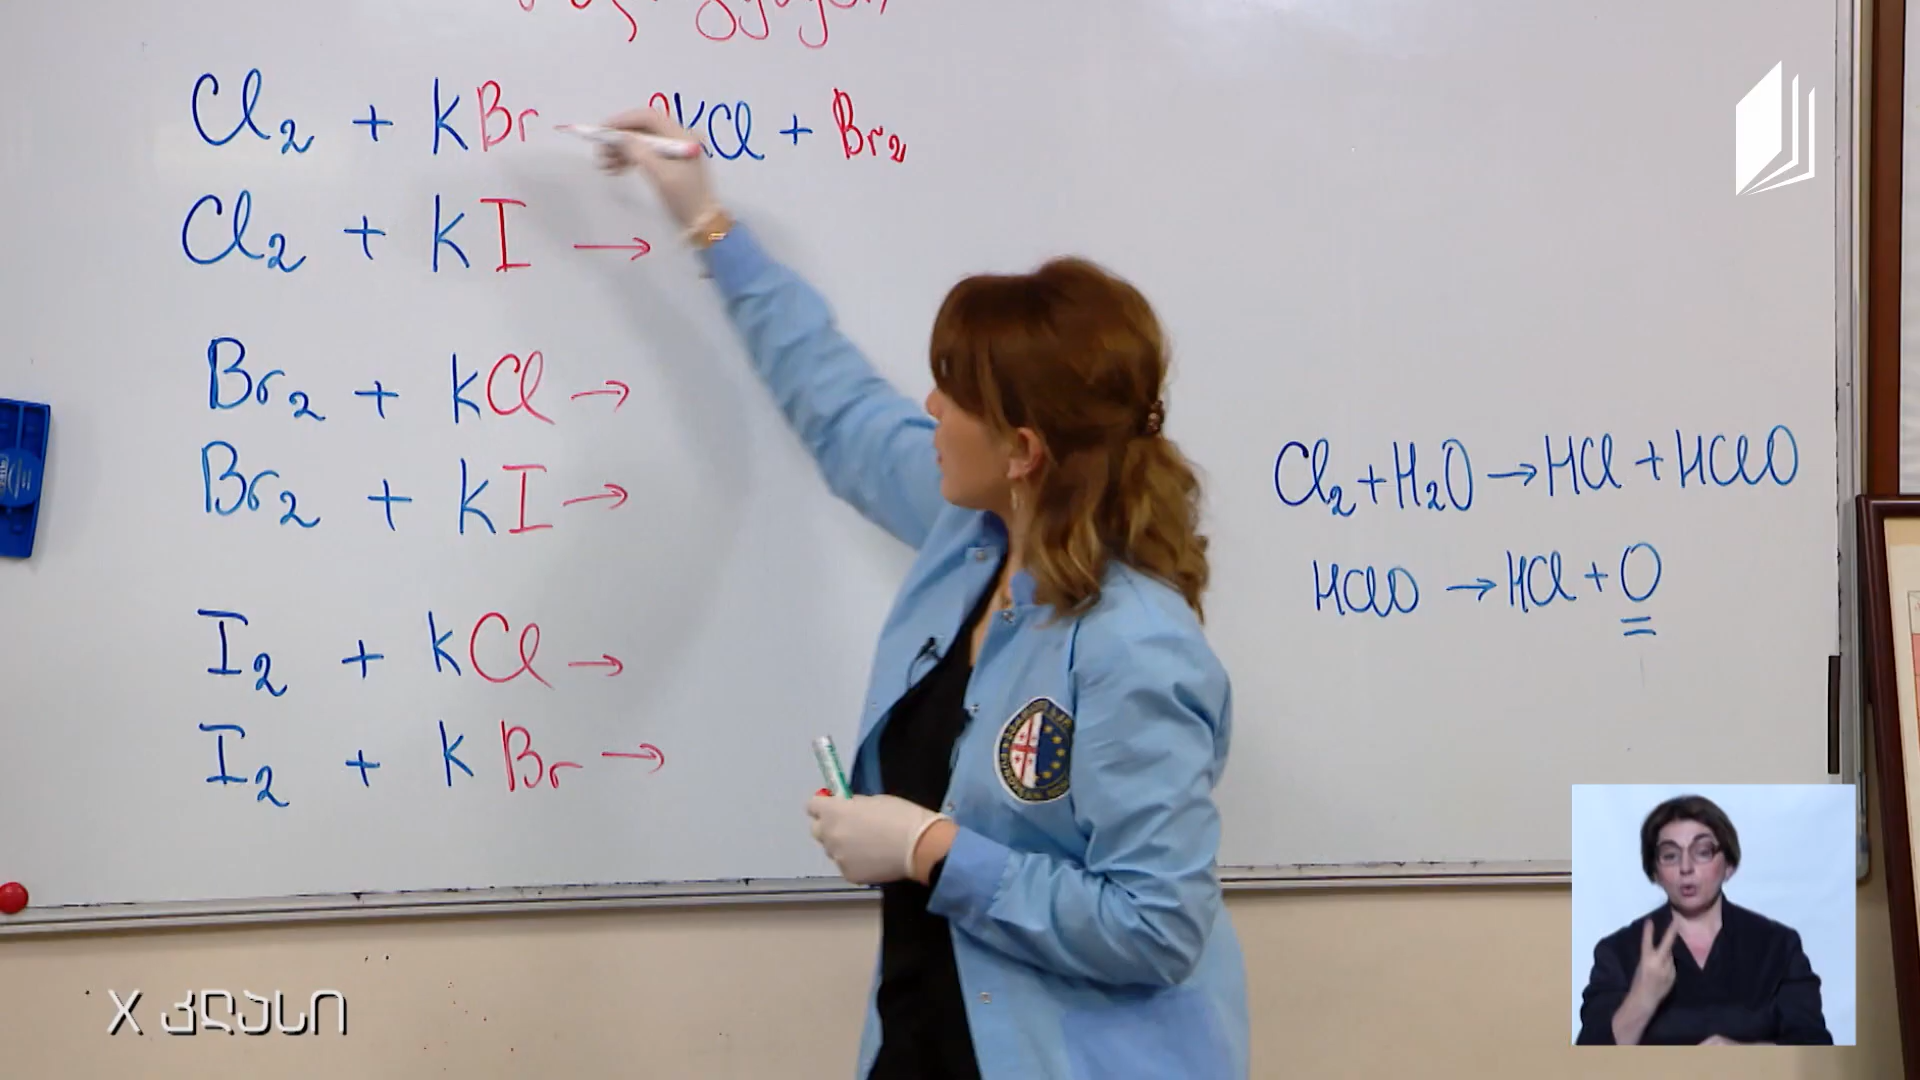 Cl₂ + kBr → 2KCl + Br₂
Cl₂ + kI →
Br₂ + kCl →
Br₂ + kI →
I₂ + kCl →
I₂ + kBr →
Cl₂+H₂O → HCl + HClO
HClO → HCl + O
X კლასი